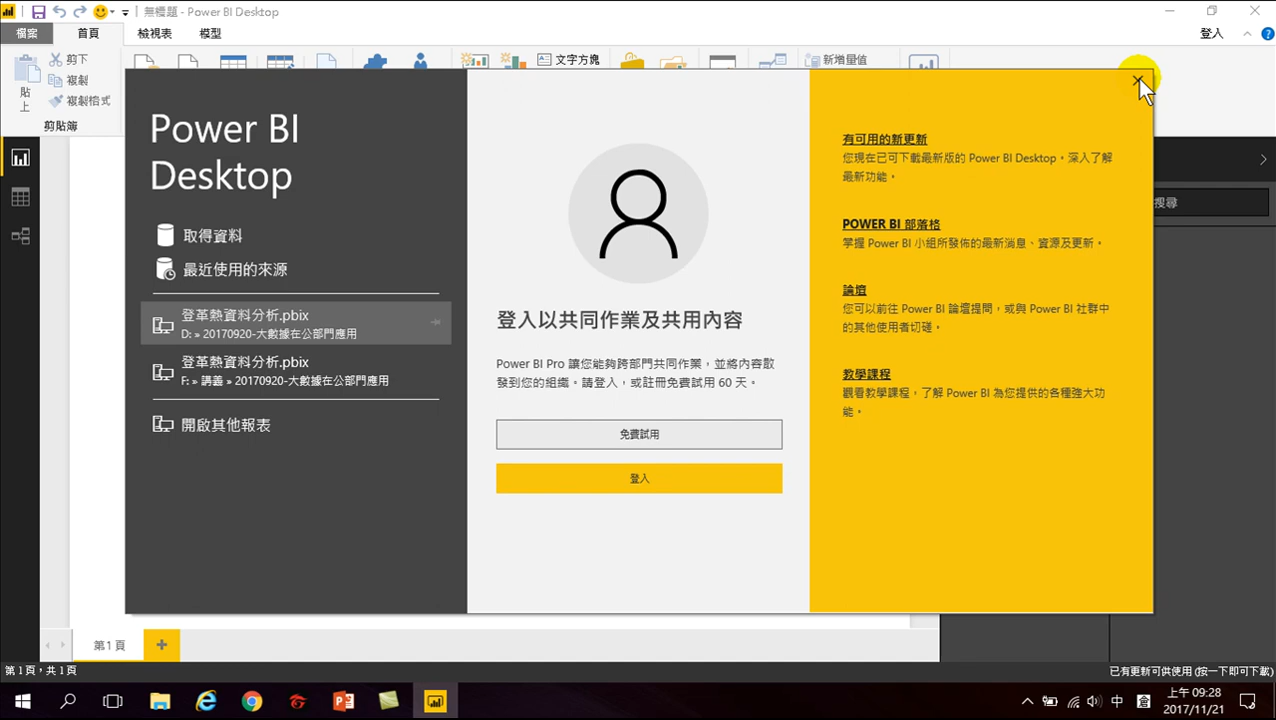 無標題 - Power BI Desktop
檔案
首頁
檢視表
模型
登入
剪下
複製
複製格式
貼上
剪貼簿
文字方塊
新增量值
Power BI
Desktop
取得資料
最近使用的來源
登革熱資料分析.pbix
D: » 20170920-大數據在公部門應用
登革熱資料分析.pbix
F: » 講義 » 20170920-大數據在公部門應用
開啟其他報表
登入以共同作業及共用內容
Power BI Pro 讓您能夠跨部門共同作業，並將內容散
發到您的組織。請登入，或註冊免費試用 60 天。
免費試用
登入
有可用的新更新
您現在已可下載最新版的 Power BI Desktop。深入了解
最新功能。
POWER BI 部落格
掌握 Power BI 小組所發佈的最新消息、資源及更新。
論壇
您可以前往 Power BI 論壇提問，或與 Power BI 社群中
的其他使用者切磋。
教學課程
觀看教學課程，了解 Power BI 為您提供的各種強大功
能。
搜尋
第 1 頁
第 1 頁，共 1 頁
已有更新可供使用 (按一下即可下載)
中
倉
上午 09:28
2017/11/21